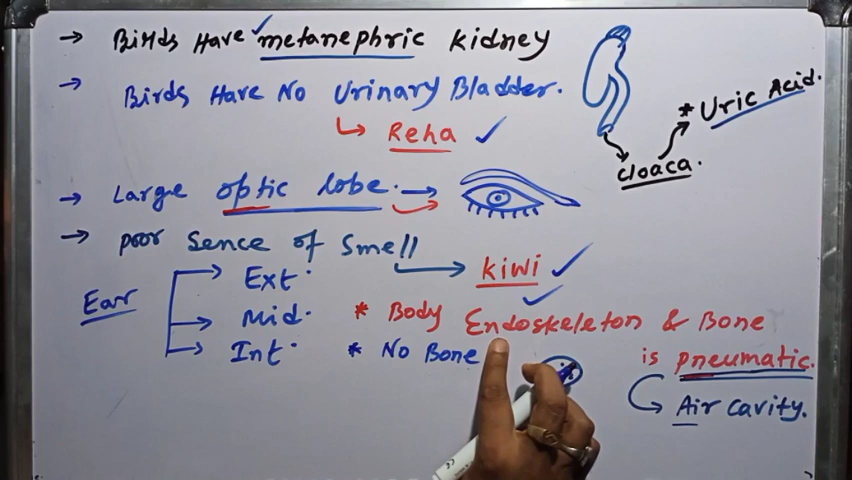 → Birds Have metanephric kidney
→ Birds Have No Urinary Bladder.
↳ Reha ✓
* Uric Acid.
cloaca.
→ Large optic lobe. →
→ poor Sence of Smell
→ kiwi ✓
Ear
Ext.
Mid.
Int.
* Body Endoskeleton & Bone
is pneumatic.
Air cavity.
* No Bone